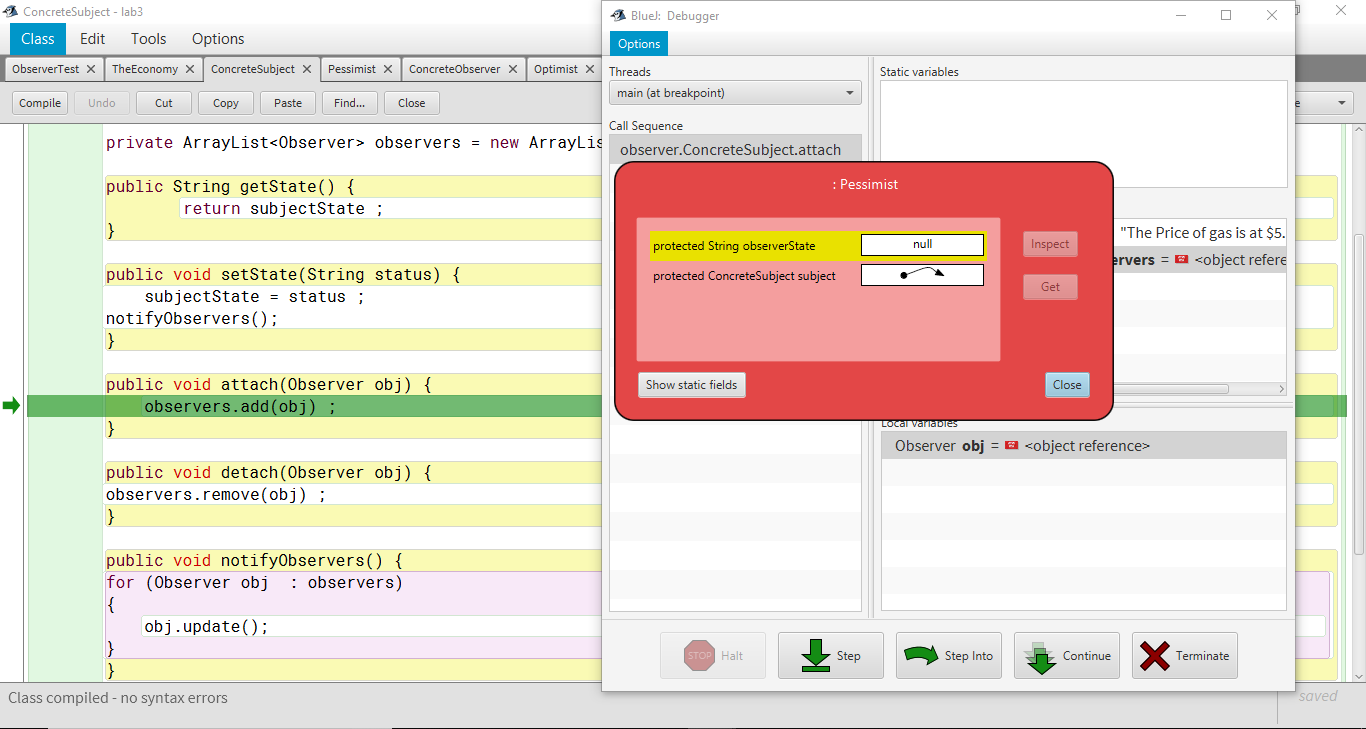 ConcreteSubject - lab3
Class Edit Tools Options
ObserverTest TheEconomy ConcreteSubject Pessimist ConcreteObserver Optimist
Compile Undo Cut Copy Paste Find... Close
private ArrayList<Observer> observers = new ArrayLis
public String getState() {
return subjectState ;
}
public void setState(String status) {
subjectState = status ;
notifyObservers();
}
public void attach(Observer obj) {
observers.add(obj) ;
}
public void detach(Observer obj) {
observers.remove(obj) ;
}
public void notifyObservers() {
for (Observer obj  : observers)
{
obj.update();
}
}
Class compiled - no syntax errors
saved
BlueJ: Debugger
Options
Threads
main (at breakpoint)
Call Sequence
observer.ConcreteSubject.attach
Static variables
"The Price of gas is at $5.
ervers = <object refere
: Pessimist
protected String observerState null
protected ConcreteSubject subject
Inspect
Get
Show static fields
Close
Local variables
Observer obj = <object reference>
STOP Halt
Step
Step Into
Continue
Terminate